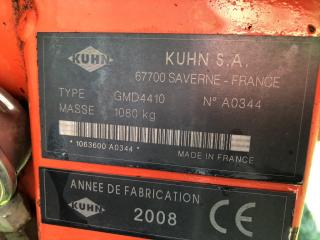 KUHN
KUHN S.A.
67700 SAVERNE - FRANCE
TYPE GMD4410 N° A0344
MASSE 1080 kg
* 1063600 A0344 *
MADE IN FRANCE
ANNEE DE FABRICATION
KUHN 2008 CE